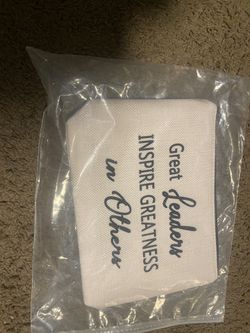 Great Leaders
INSPIRE GREATNESS
in Others